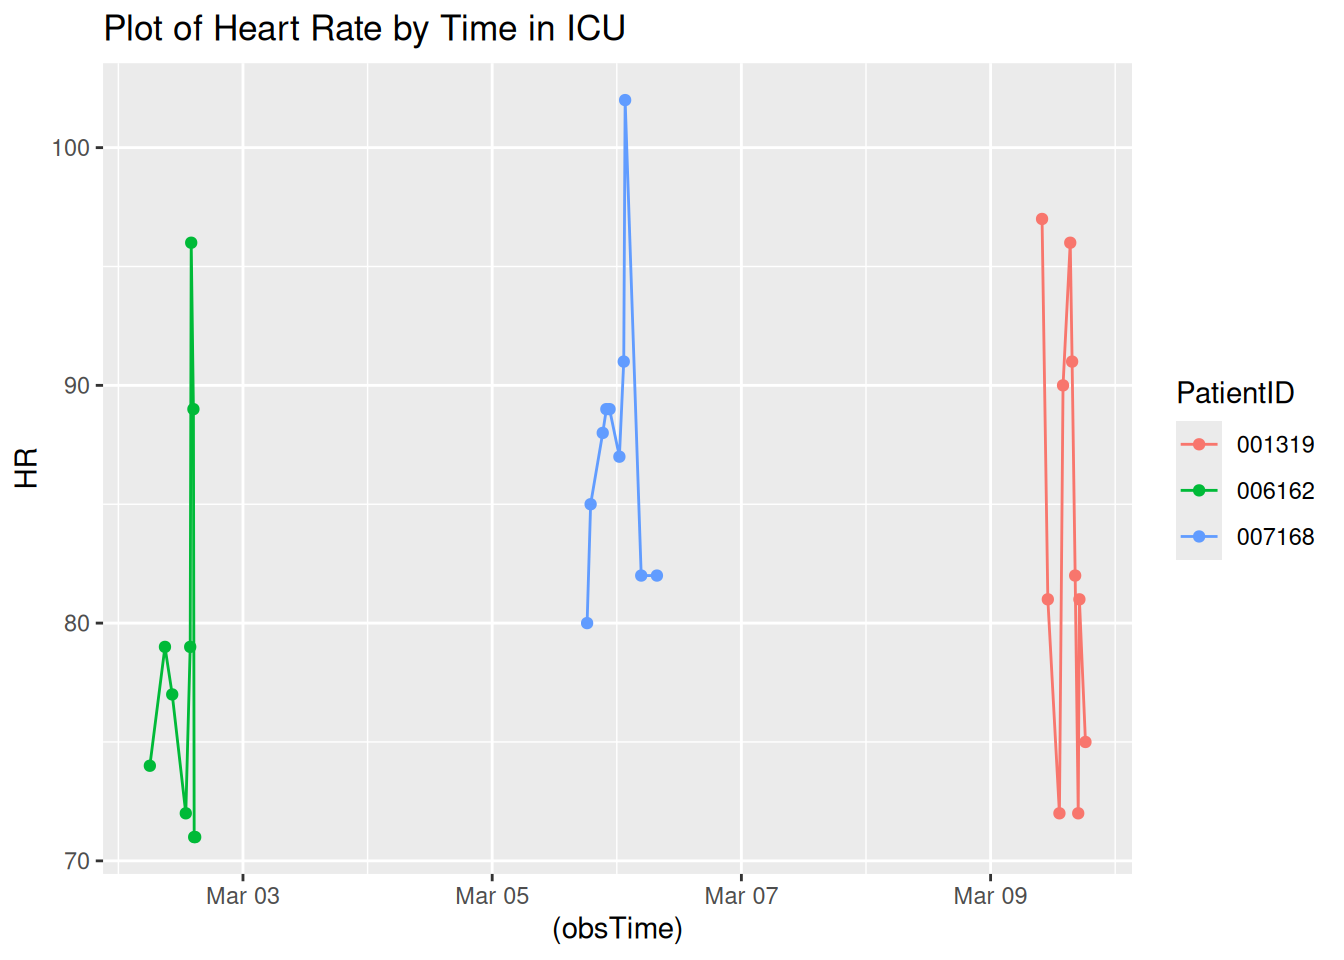 Plot of Heart Rate by Time in ICU
HR
100
90
80
70
Mar 03
Mar 05
Mar 07
Mar 09
(obsTime)
PatientID
001319
006162
007168